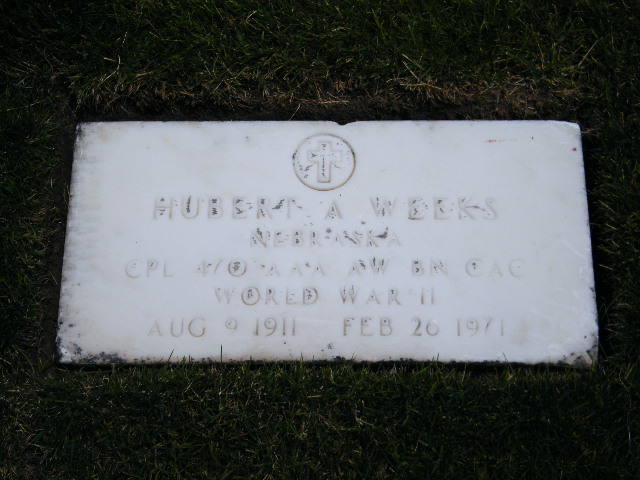 HUBERT A WEEKS
NEBRASKA
CPL 470 AAA AW BN CAC
WORLD WAR II
AUG 9 1911 FEB 26 1971